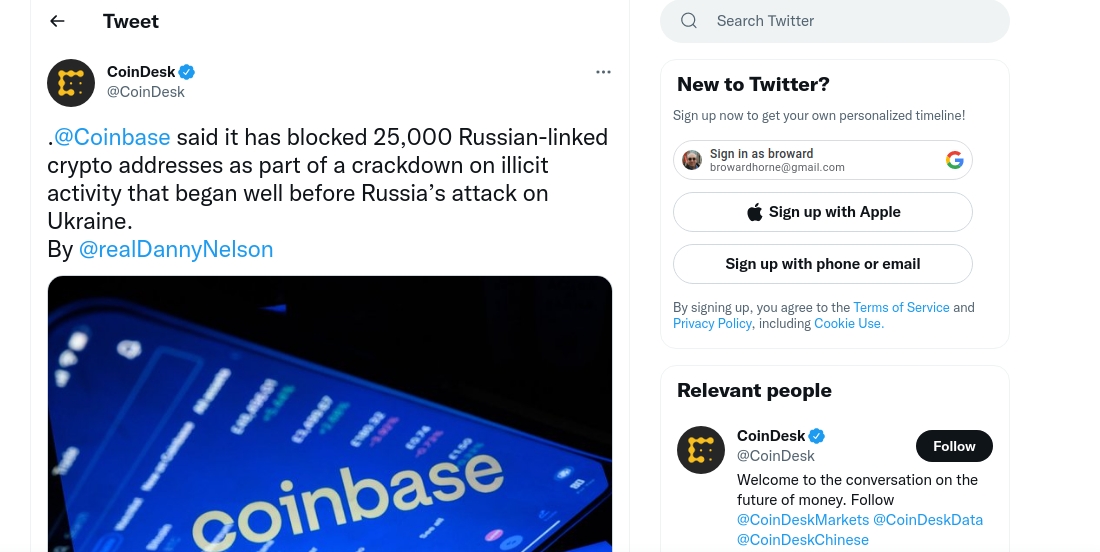 Tweet
CoinDesk
@CoinDesk
.@Coinbase said it has blocked 25,000 Russian-linked
crypto addresses as part of a crackdown on illicit
activity that began well before Russia’s attack on
Ukraine.
By @realDannyNelson
All assets
coinbase
Search Twitter
New to Twitter?
Sign up now to get your own personalized timeline!
Sign in as broward
browardhorne@gmail.com
Sign up with Apple
Sign up with phone or email
By signing up, you agree to the Terms of Service and
Privacy Policy, including Cookie Use.
Relevant people
CoinDesk
@CoinDesk
Follow
Welcome to the conversation on the
future of money. Follow
@CoinDeskMarkets @CoinDeskData
@CoinDeskChinese